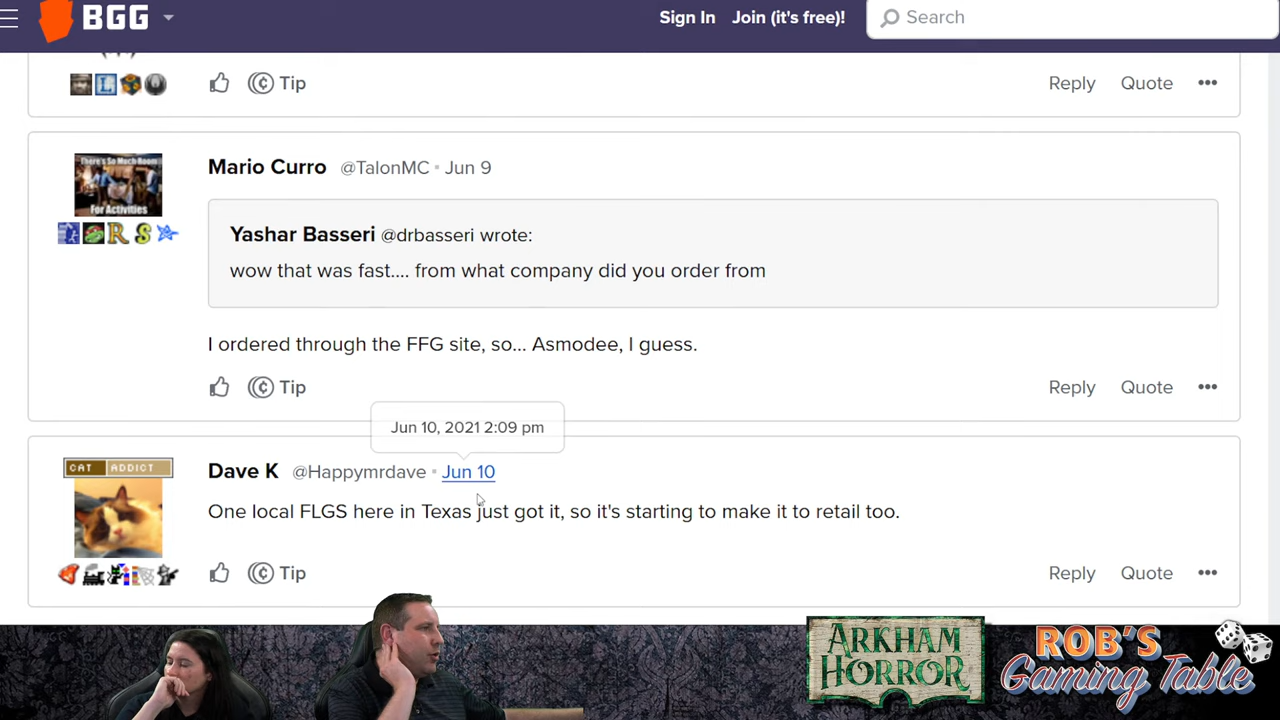 BGG
Sign In Join (it's free)!
Search
Tip
Reply Quote
Mario Curro @TalonMC • Jun 9
There's So Much Room
For Activities
Yashar Basseri @drbasseri wrote:
wow that was fast.... from what company did you order from
I ordered through the FFG site, so... Asmodee, I guess.
Tip
Reply Quote
Jun 10, 2021 2:09 pm
CAT ADDICT
Dave K @Happymrdave • Jun 10
One local FLGS here in Texas just got it, so it's starting to make it to retail too.
Tip
Reply Quote
ARKHAM
HORROR
ROB'S
Gaming Table